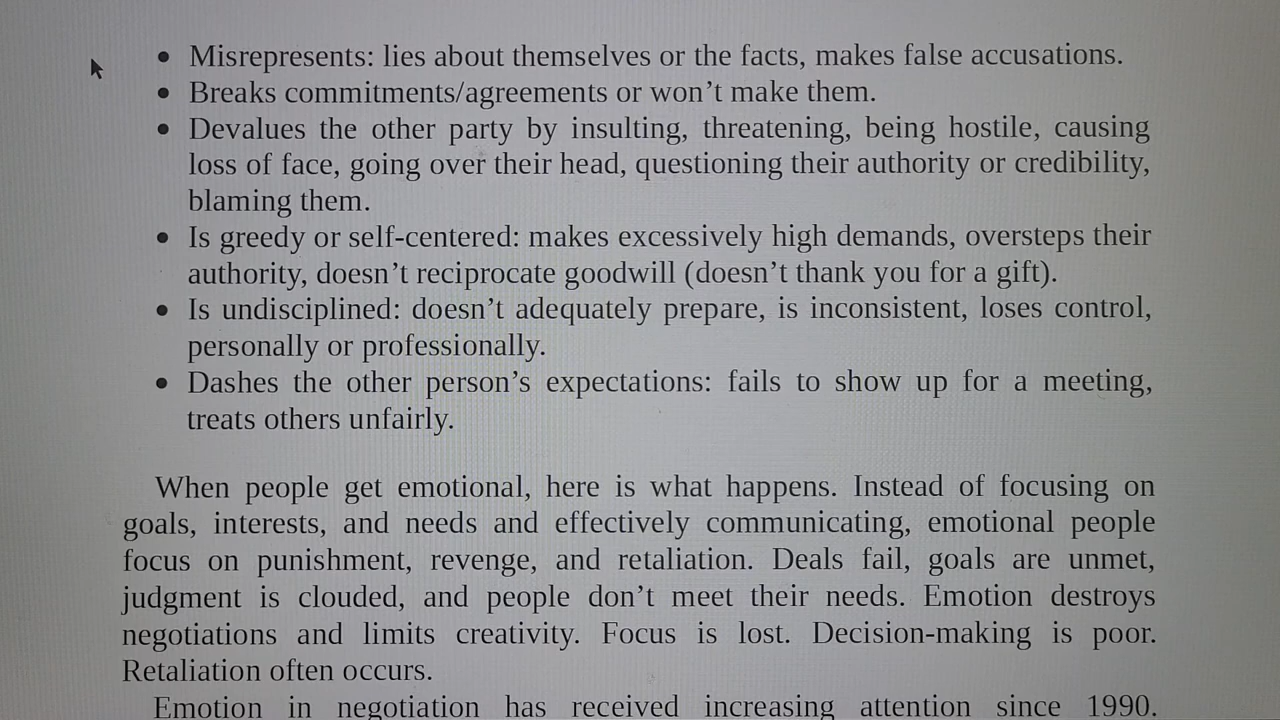 • Misrepresents: lies about themselves or the facts, makes false accusations.
• Breaks commitments/agreements or won’t make them.
• Devalues the other party by insulting, threatening, being hostile, causing
loss of face, going over their head, questioning their authority or credibility,
blaming them.
• Is greedy or self-centered: makes excessively high demands, oversteps their
authority, doesn’t reciprocate goodwill (doesn’t thank you for a gift).
• Is undisciplined: doesn’t adequately prepare, is inconsistent, loses control,
personally or professionally.
• Dashes the other person’s expectations: fails to show up for a meeting,
treats others unfairly.
When people get emotional, here is what happens. Instead of focusing on
goals, interests, and needs and effectively communicating, emotional people
focus on punishment, revenge, and retaliation. Deals fail, goals are unmet,
judgment is clouded, and people don’t meet their needs. Emotion destroys
negotiations and limits creativity. Focus is lost. Decision-making is poor.
Retaliation often occurs.
Emotion in negotiation has received increasing attention since 1990.